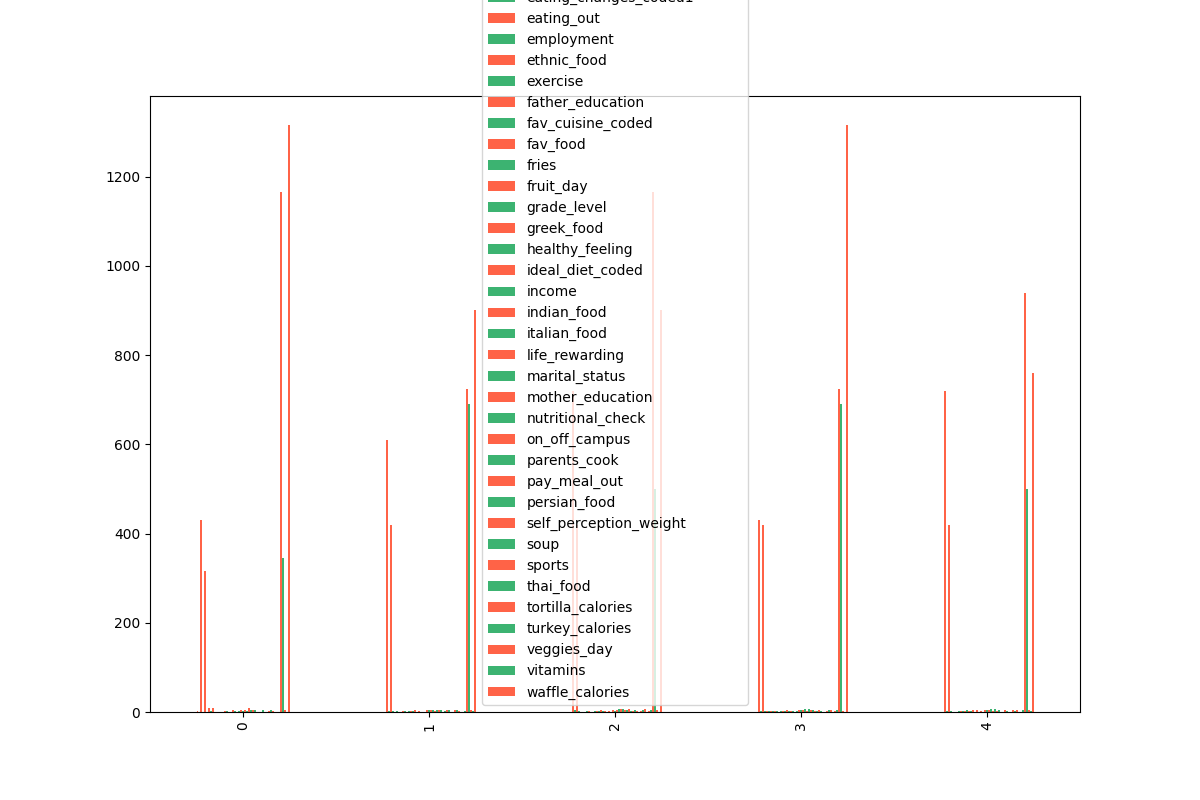 eating_changes_coded1
eating_out
employment
ethnic_food
exercise
father_education
fav_cuisine_coded
fav_food
fries
fruit_day
grade_level
greek_food
healthy_feeling
ideal_diet_coded
income
indian_food
italian_food
life_rewarding
marital_status
mother_education
nutritional_check
on_off_campus
parents_cook
pay_meal_out
persian_food
self_perception_weight
soup
sports
thai_food
tortilla_calories
turkey_calories
veggies_day
vitamins
waffle_calories
1200
1000
800
600
400
200
0
0
1
2
3
4